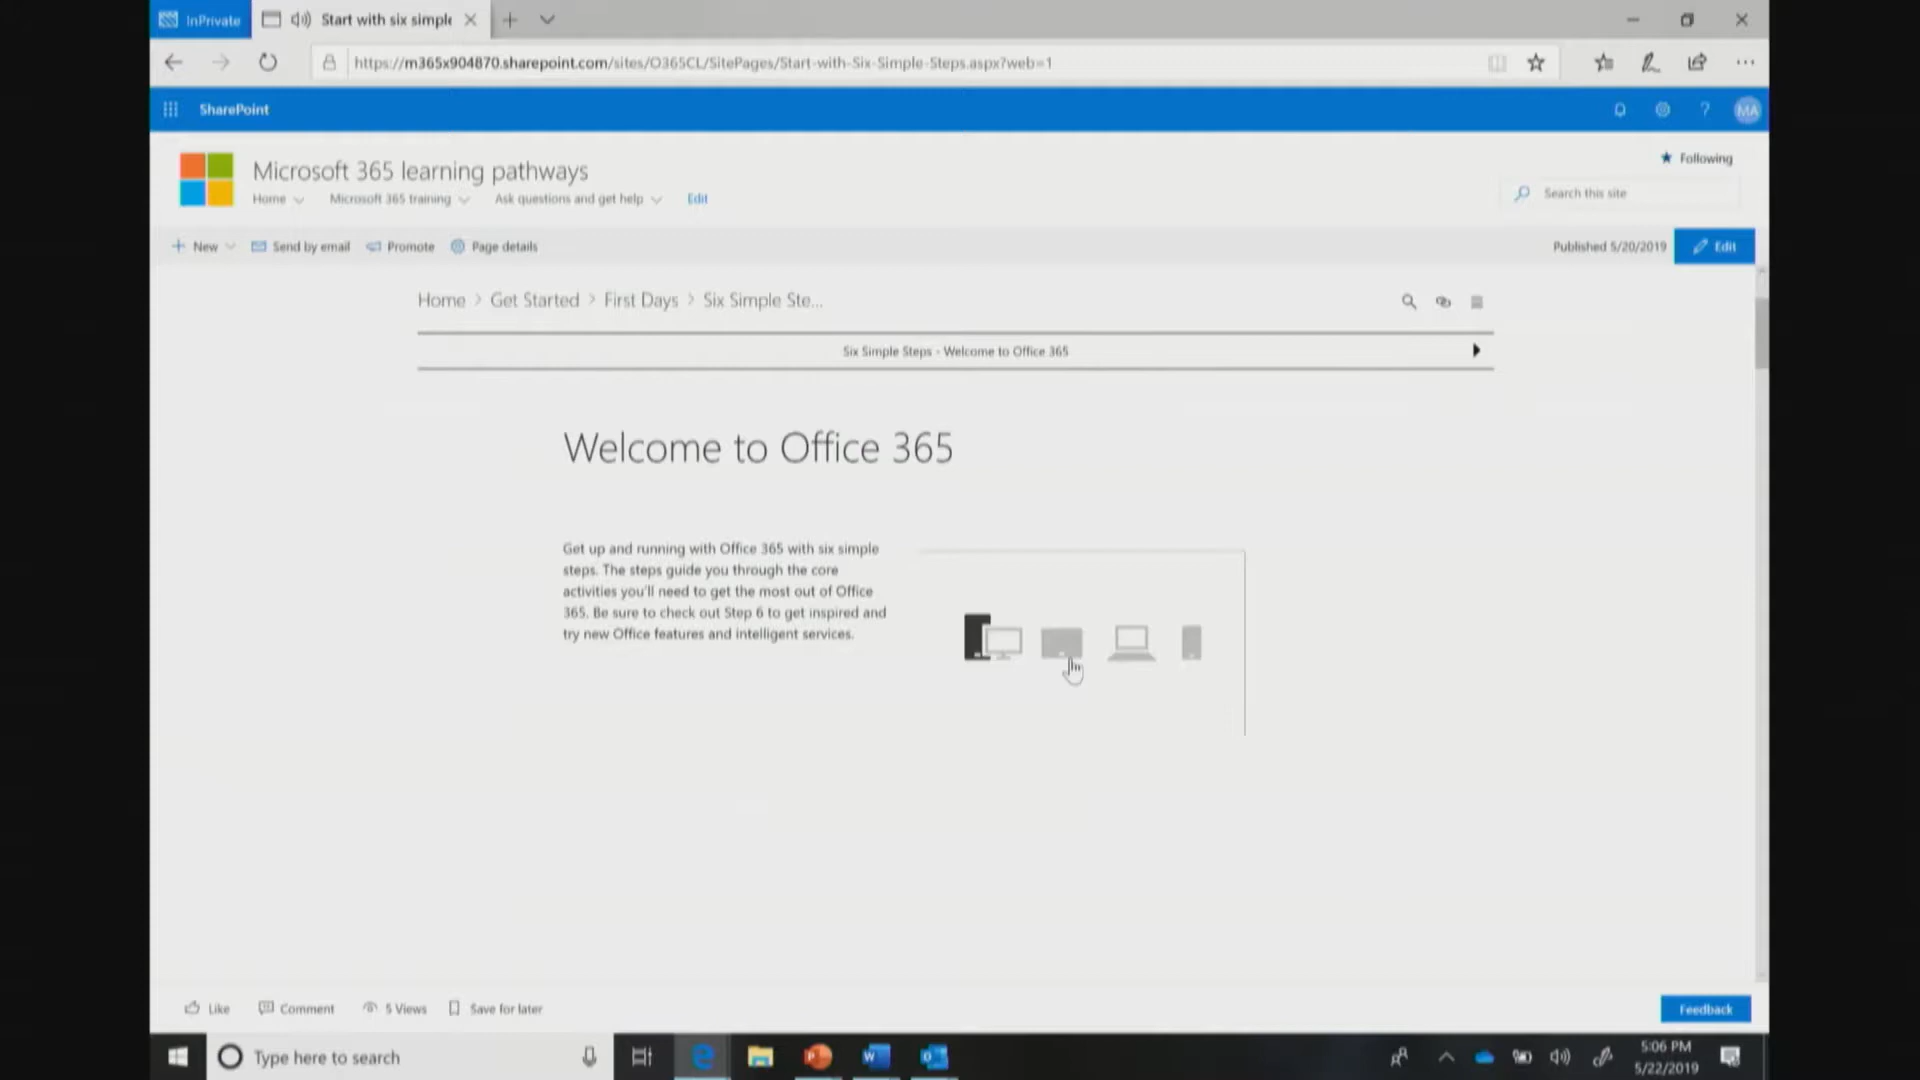 InPrivate
Start with six simple
https://m365x904870.sharepoint.com/sites/O365CL/SitePages/Start-with-Six-Simple-Steps.aspx?web=1
SharePoint
? MA
Microsoft 365 learning pathways
Following
Home Microsoft 365 training Ask questions and get help Edit
Search this site
+ New Send by email Promote Page details
Published 5/20/2019 Edit
Home > Get Started > First Days > Six Simple Ste...
Six Simple Steps - Welcome to Office 365
Welcome to Office 365
Get up and running with Office 365 with six simple
steps. The steps guide you through the core
activities you'll need to get the most out of Office
365. Be sure to check out Step 6 to get inspired and
try new Office features and intelligent services.
Like Comment 5 Views Save for later
Feedback
Type here to search
5:06 PM
5/22/2019